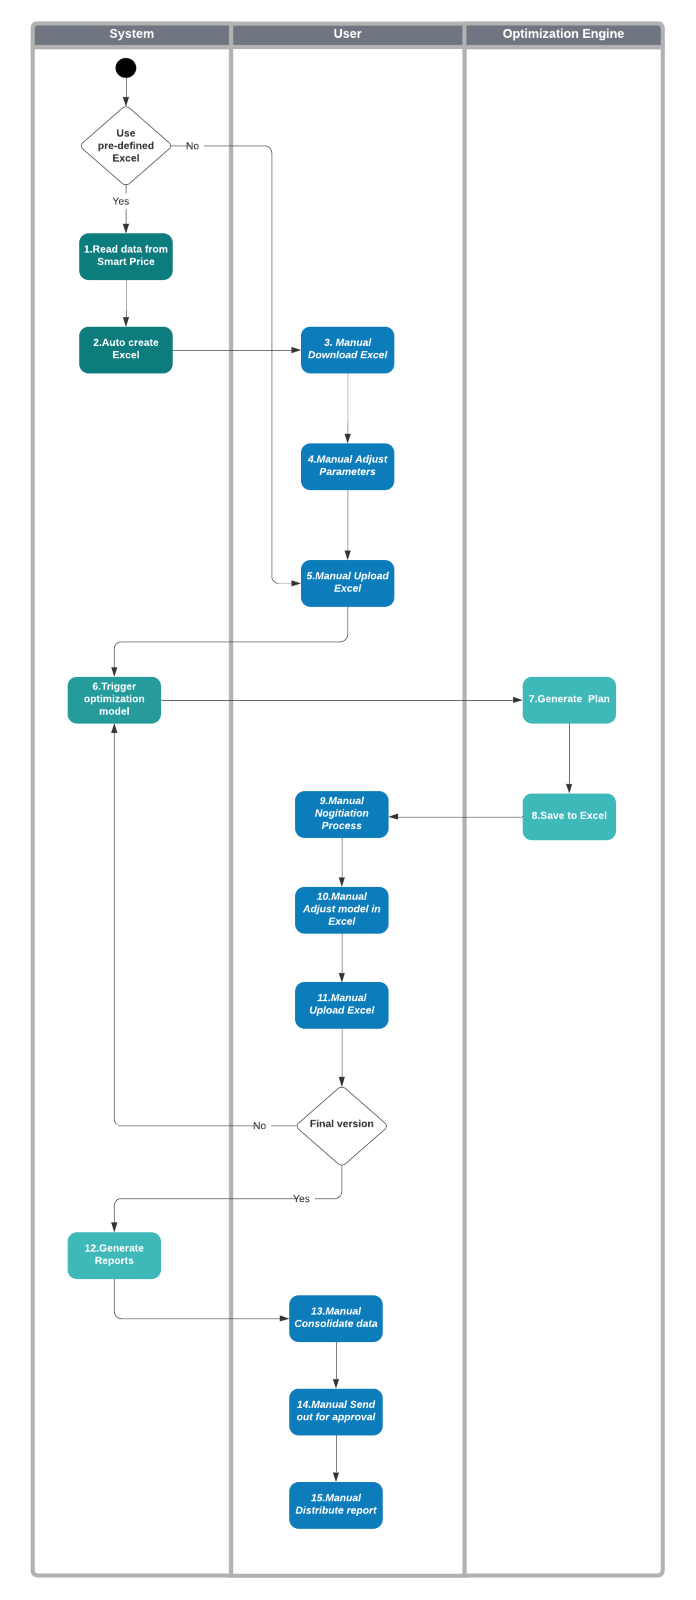 System
User
Optimization Engine
Use
pre-defined
Excel
No
Yes
1.Read data from
Smart Price
2.Auto create
Excel
3. Manual
Download Excel
4.Manual Adjust
Parameters
5.Manual Upload
Excel
6.Trigger
optimization
model
7.Generate  Plan
8.Save to Excel
9.Manual
Nogitiation
Process
10.Manual
Adjust model in
Excel
11.Manual
Upload Excel
Final version
No
Yes
12.Generate
Reports
13.Manual
Consolidate data
14.Manual Send
out for approval
15.Manual
Distribute report